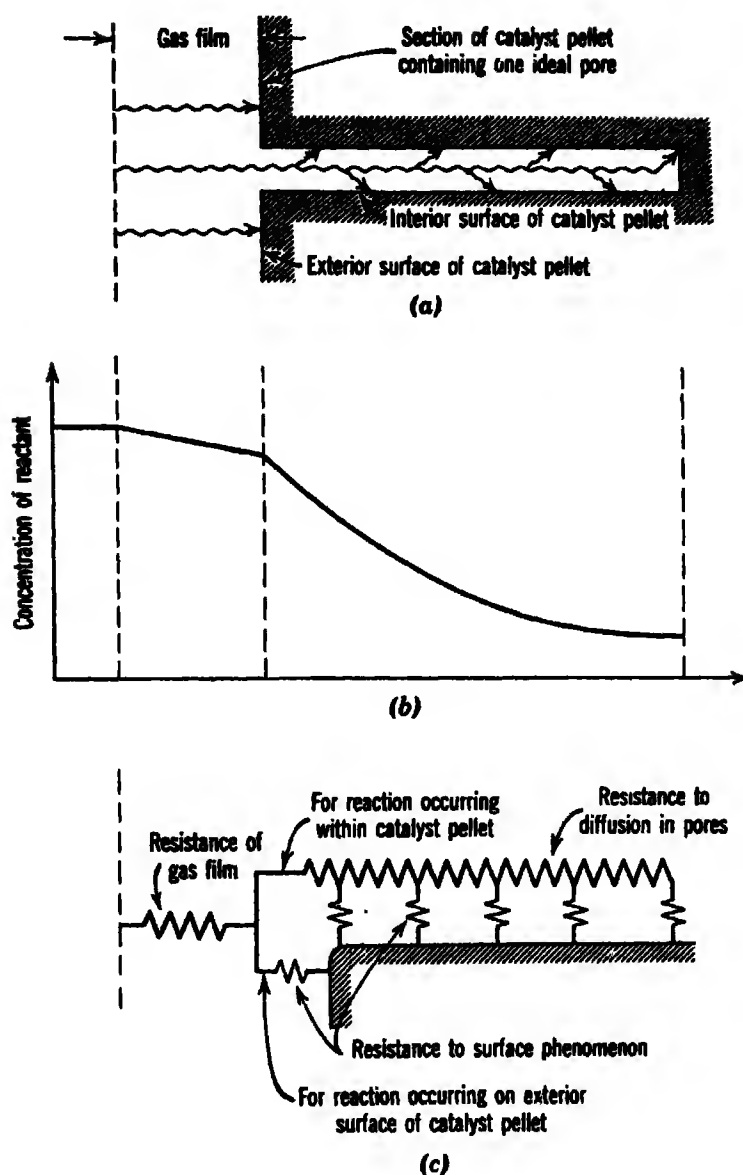 Gas film
Section of catalyst pellet
containing one ideal pore
Interior surface of catalyst pellet
Exterior surface of catalyst pellet
(a)
Concentration of reactant
(b)
For reaction occurring
within catalyst pellet
Resistance to
diffusion in pores
Resistance of
gas film
Resistance to surface phenomenon
For reaction occurring on exterior
surface of catalyst pellet
(c)